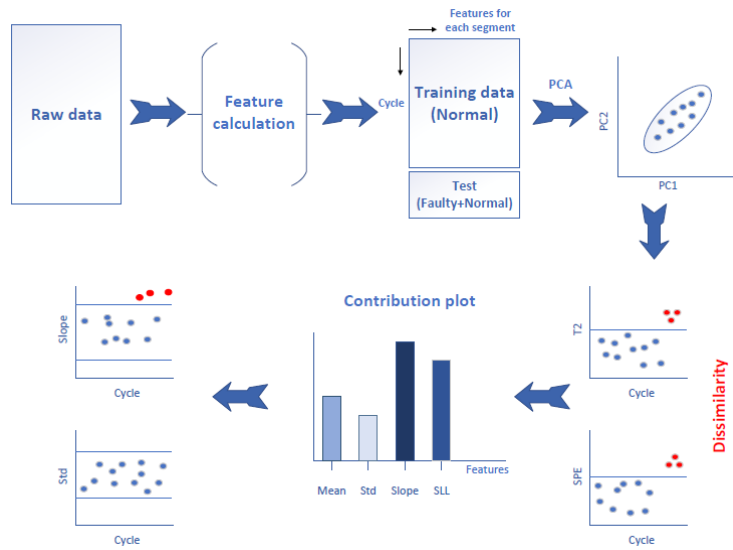 Features for
each segment
Raw data
Feature
calculation
Cycle
Training data
(Normal)
PCA
PC2
PC1
Test
(Faulty+Normal)
Slope
Cycle
Std
Cycle
Contribution plot
Features
Mean
Std
Slope
SLL
T2
Cycle
SPE
Cycle
Dissimilarity